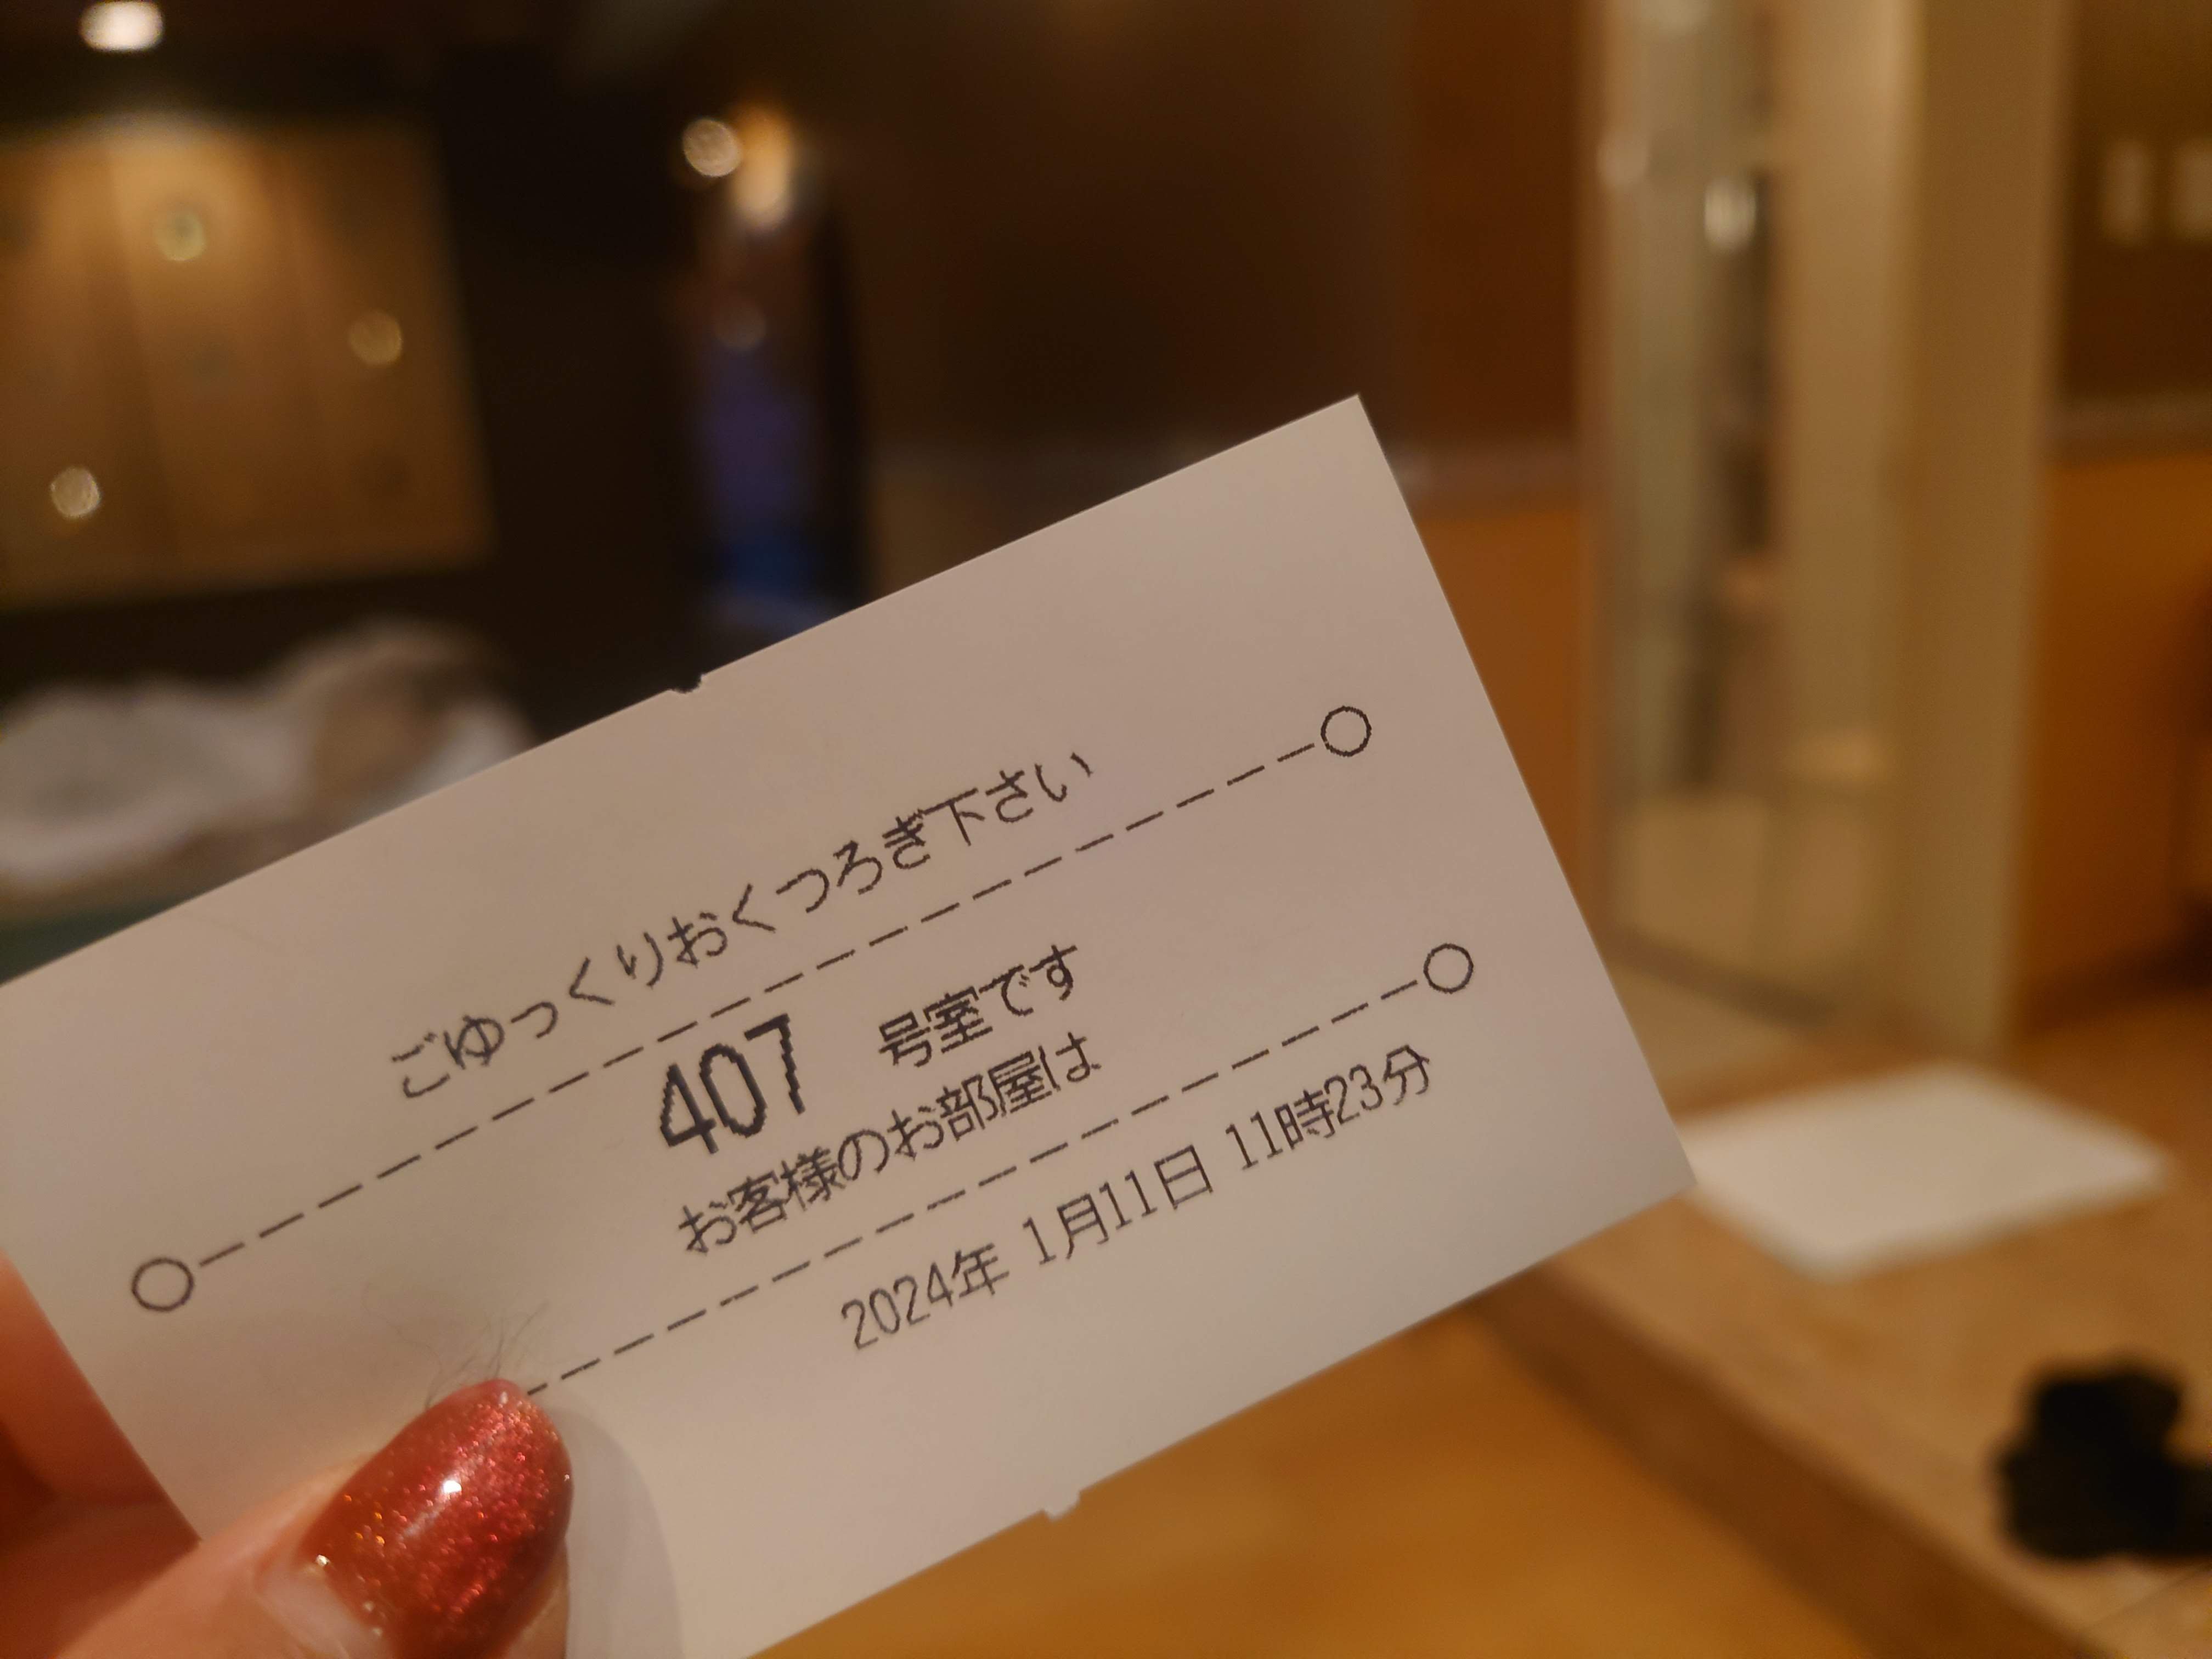 ごゆっくりおくつろぎ下さい
407 号室です
お客様のお部屋は
2024年 1月11日 11時23分